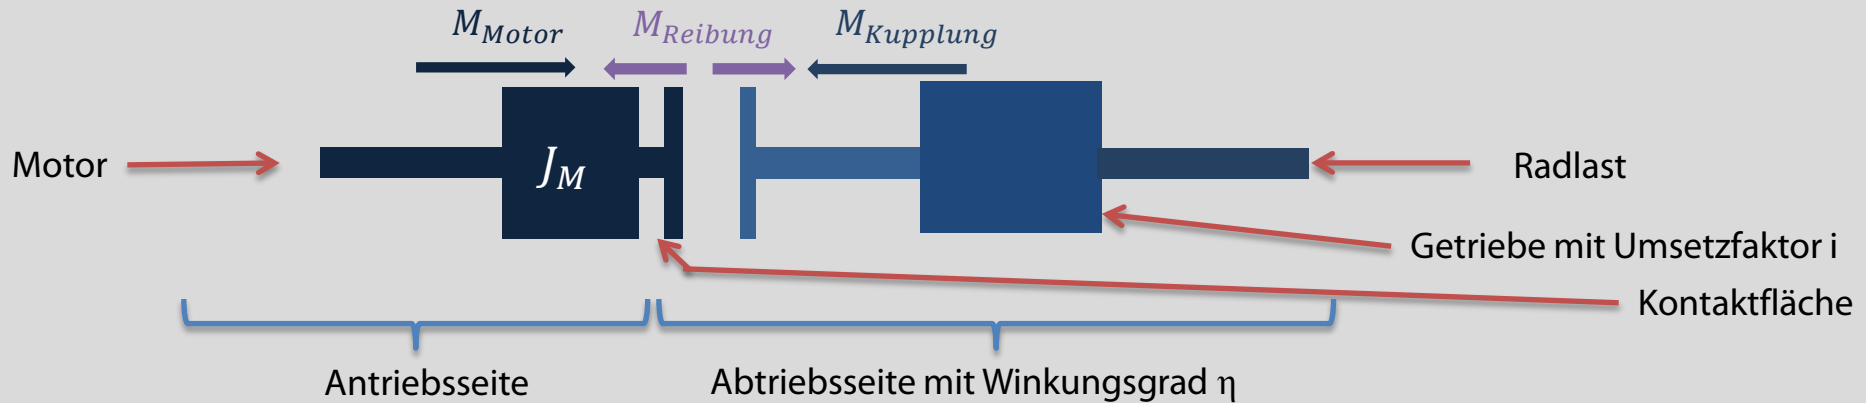 M_Motor M_Reibung M_Kupplung
Motor
J_M
Radlast
Getriebe mit Umsetzfaktor i
Kontaktfläche
Antriebsseite
Abtriebsseite mit Winkungsgrad η